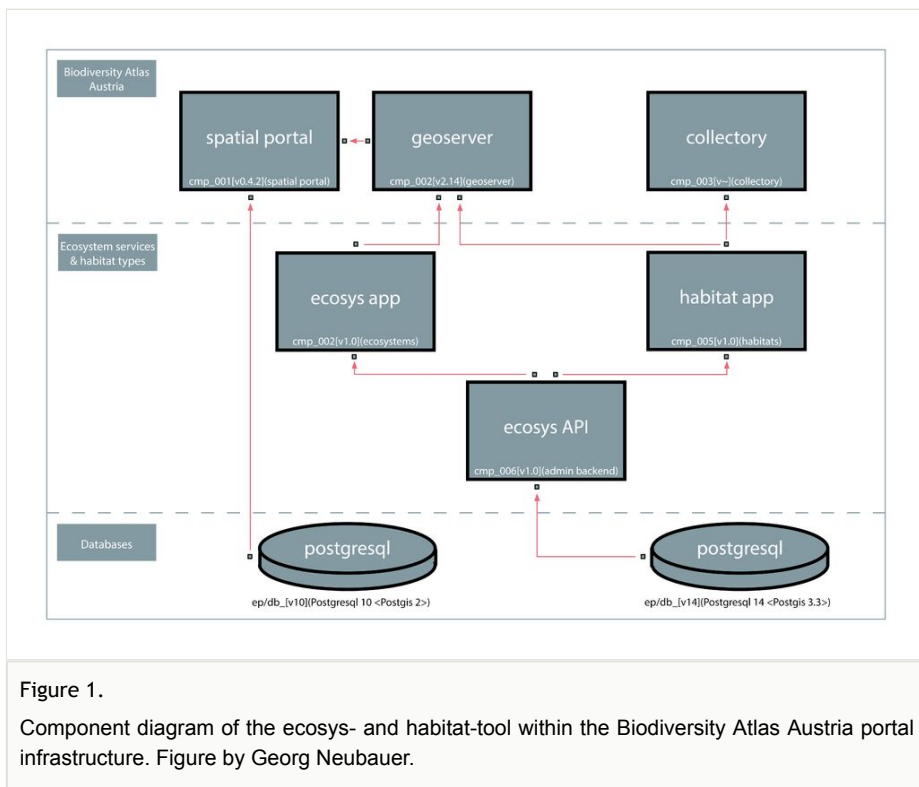 Biodiversity Atlas
Austria
spatial portal
cmp_001[v0.4.2](spatial portal)
geoserver
cmp_002[v2.14](geoserver)
collectory
cmp_003[v~](collectory)
Ecosystem services
& habitat types
ecosys app
cmp_002[v1.0](ecosystems)
habitat app
cmp_005[v1.0](habitats)
ecosys API
cmp_006[v1.0](admin backend)
Databases
postgresql
ep/db_[v10](Postgresql 10 <Postgis 2>)
postgresql
ep/db_[v14](Postgresql 14 <Postgis 3.3>)
Figure 1.
Component diagram of the ecosys- and habitat-tool within the Biodiversity Atlas Austria portal
infrastructure. Figure by Georg Neubauer.